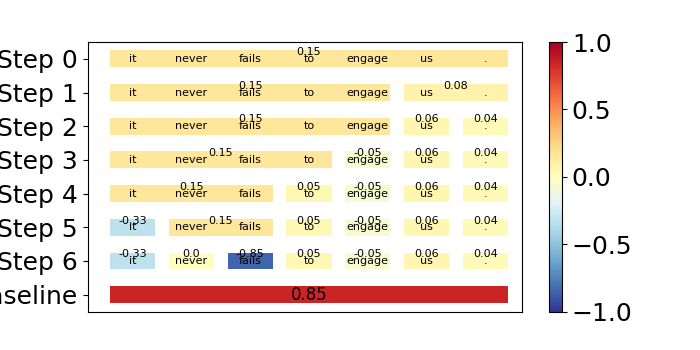 Step 0 0.15 it never fails to engage us . 1.0
Step 1 0.15 0.08 it never fails engage us .
Step 2 0.15 0.06 0.04 it never fails to engage us . 0.5
Step 3 0.15 -0.05 0.06 0.04 it never fails to engage us .
0.0
Step 4 0.15 0.05 -0.05 0.06 0.04 it never fails to engage us .
Step 5 -0.33 0.15 0.05 -0.05 0.06 0.04 it never fails to engage us . −0.5
Step 6 -0.33 0.0 -0.85 0.05 -0.05 0.06 0.04 it never fails to engage us .
aseline 0.85 −1.0